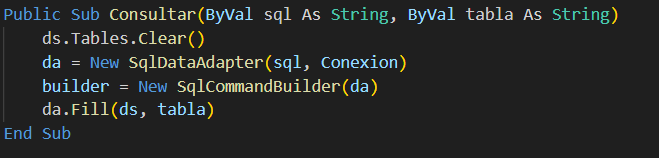 Public Sub Consultar(ByVal sql As String, ByVal tabla As String)
    ds.Tables.Clear()
    da = New SqlDataAdapter(sql, Conexion)
    builder = New SqlCommandBuilder(da)
    da.Fill(ds, tabla)
End Sub